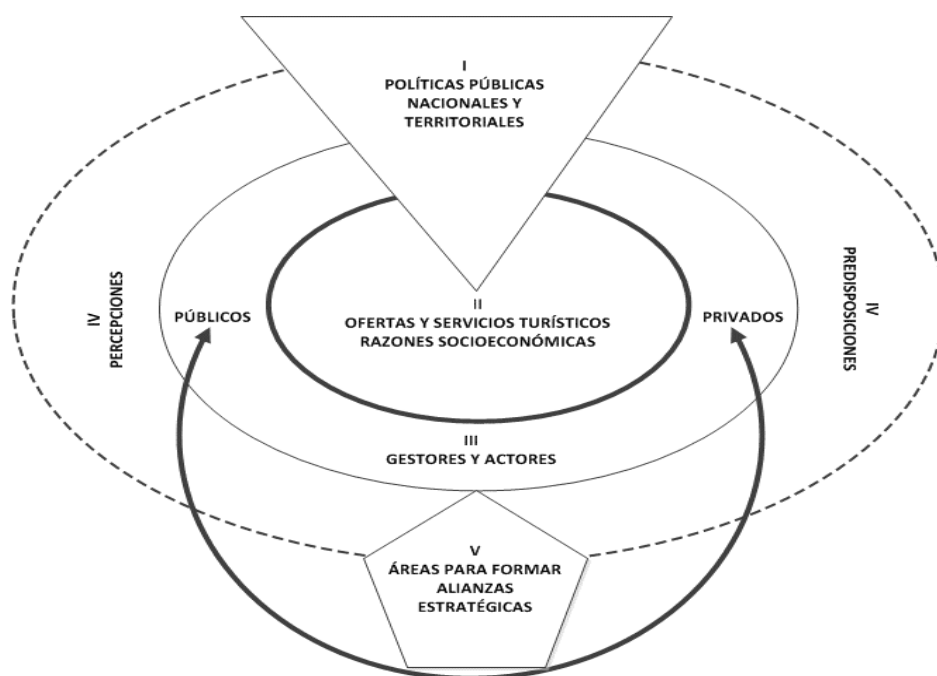 I
POLÍTICAS PÚBLICAS
NACIONALES Y
TERRITORIALES
IV
PERCEPCIONES
PÚBLICOS
II
OFERTAS Y SERVICIOS TURÍSTICOS
RAZONES SOCIOECONÓMICAS
PRIVADOS
IV
PREDISPOSICIONES
III
GESTORES Y ACTORES
V
ÁREAS PARA FORMAR
ALIANZAS
ESTRATÉGICAS